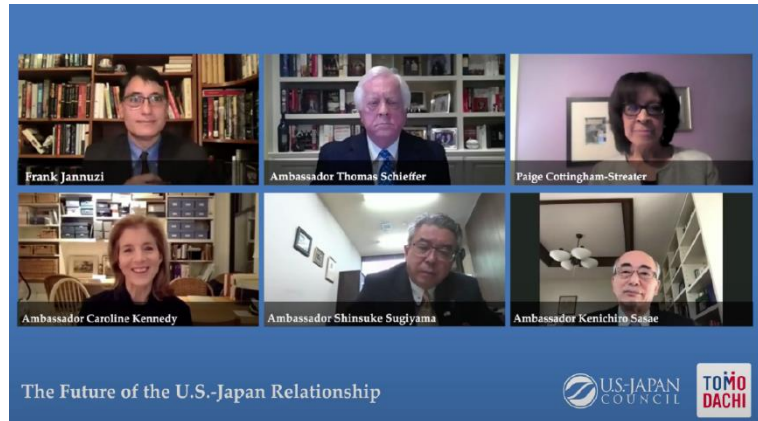 Frank Jannuzi
Ambassador Thomas Schieffer
Paige Cottingham-Streater
Ambassador Caroline Kennedy
Ambassador Shinsuke Sugiyama
Ambassador Kenichiro Sasae
The Future of the U.S.-Japan Relationship
U.S.-JAPAN
COUNCIL
TOMO
DACHI